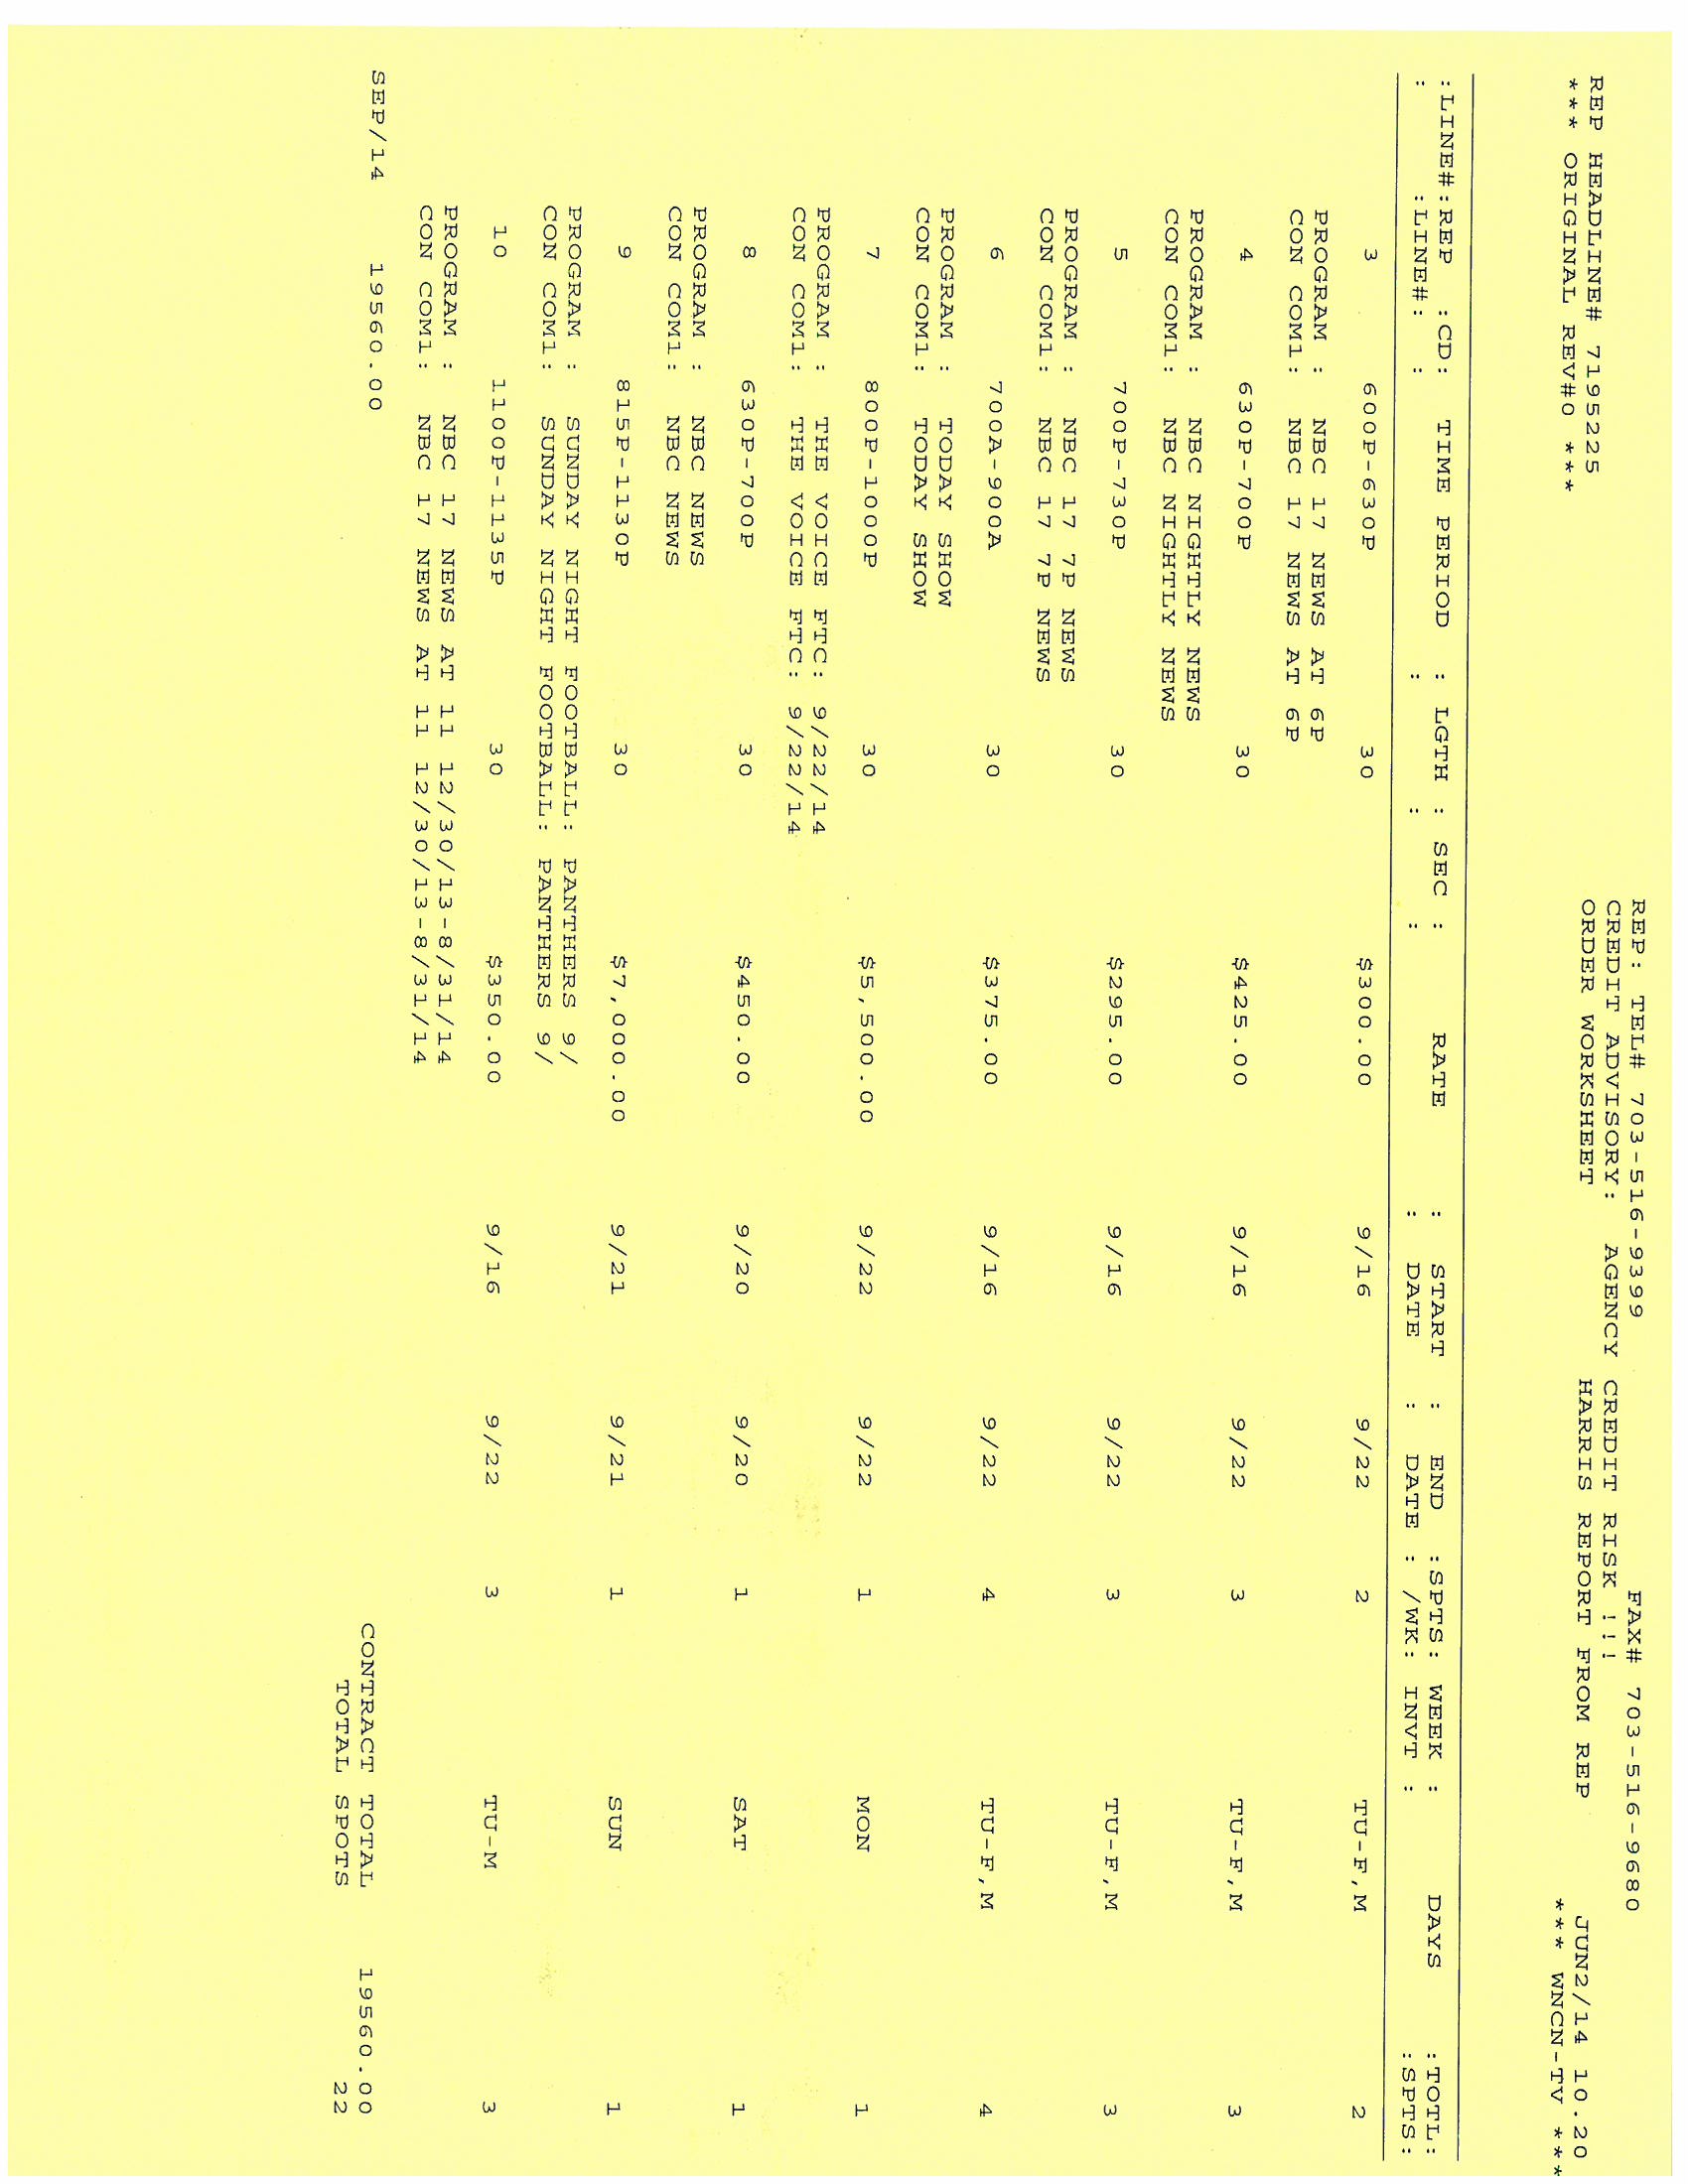 REP: TEL# 703-516-9399 FAX# 703-516-9680
CREDIT ADVISORY: AGENCY CREDIT RISK !!!
REP HEADLINE# 7195225 ORDER WORKSHEET HARRIS REPORT FROM REP JUN2/14 10.20
*** ORIGINAL REV#0 *** *** WNCN-TV ***
:LINE#:REP :CD: TIME PERIOD : LGTH : SEC : RATE : START : END :SPTS: WEEK : DAYS :TOTL:
: :LINE#: : : : : : DATE : DATE : /WK: INVT : :SPTS:
3 600P-630P 30 $300.00 9/16 9/22 2 TU-F,M 2
PROGRAM : NBC 17 NEWS AT 6P
CON COM1: NBC 17 NEWS AT 6P
4 630P-700P 30 $425.00 9/16 9/22 3 TU-F,M 3
PROGRAM : NBC NIGHTLY NEWS
CON COM1: NBC NIGHTLY NEWS
5 700P-730P 30 $295.00 9/16 9/22 3 TU-F,M 3
PROGRAM : NBC 17 7P NEWS
CON COM1: NBC 17 7P NEWS
6 700A-900A 30 $375.00 9/16 9/22 4 TU-F,M 4
PROGRAM : TODAY SHOW
CON COM1: TODAY SHOW
7 800P-1000P 30 $5,500.00 9/22 9/22 1 MON 1
PROGRAM : THE VOICE FTC: 9/22/14
CON COM1: THE VOICE FTC: 9/22/14
8 630P-700P 30 $450.00 9/20 9/20 1 SAT 1
PROGRAM : NBC NEWS
CON COM1: NBC NEWS
9 815P-1130P 30 $7,000.00 9/21 9/21 1 SUN 1
PROGRAM : SUNDAY NIGHT FOOTBALL: PANTHERS 9/
CON COM1: SUNDAY NIGHT FOOTBALL: PANTHERS 9/
10 1100P-1135P 30 $350.00 9/16 9/22 3 TU-M 3
PROGRAM : NBC 17 NEWS AT 11 12/30/13-8/31/14
CON COM1: NBC 17 NEWS AT 11 12/30/13-8/31/14
SEP/14 19560.00 CONTRACT TOTAL 19560.00
TOTAL SPOTS 22